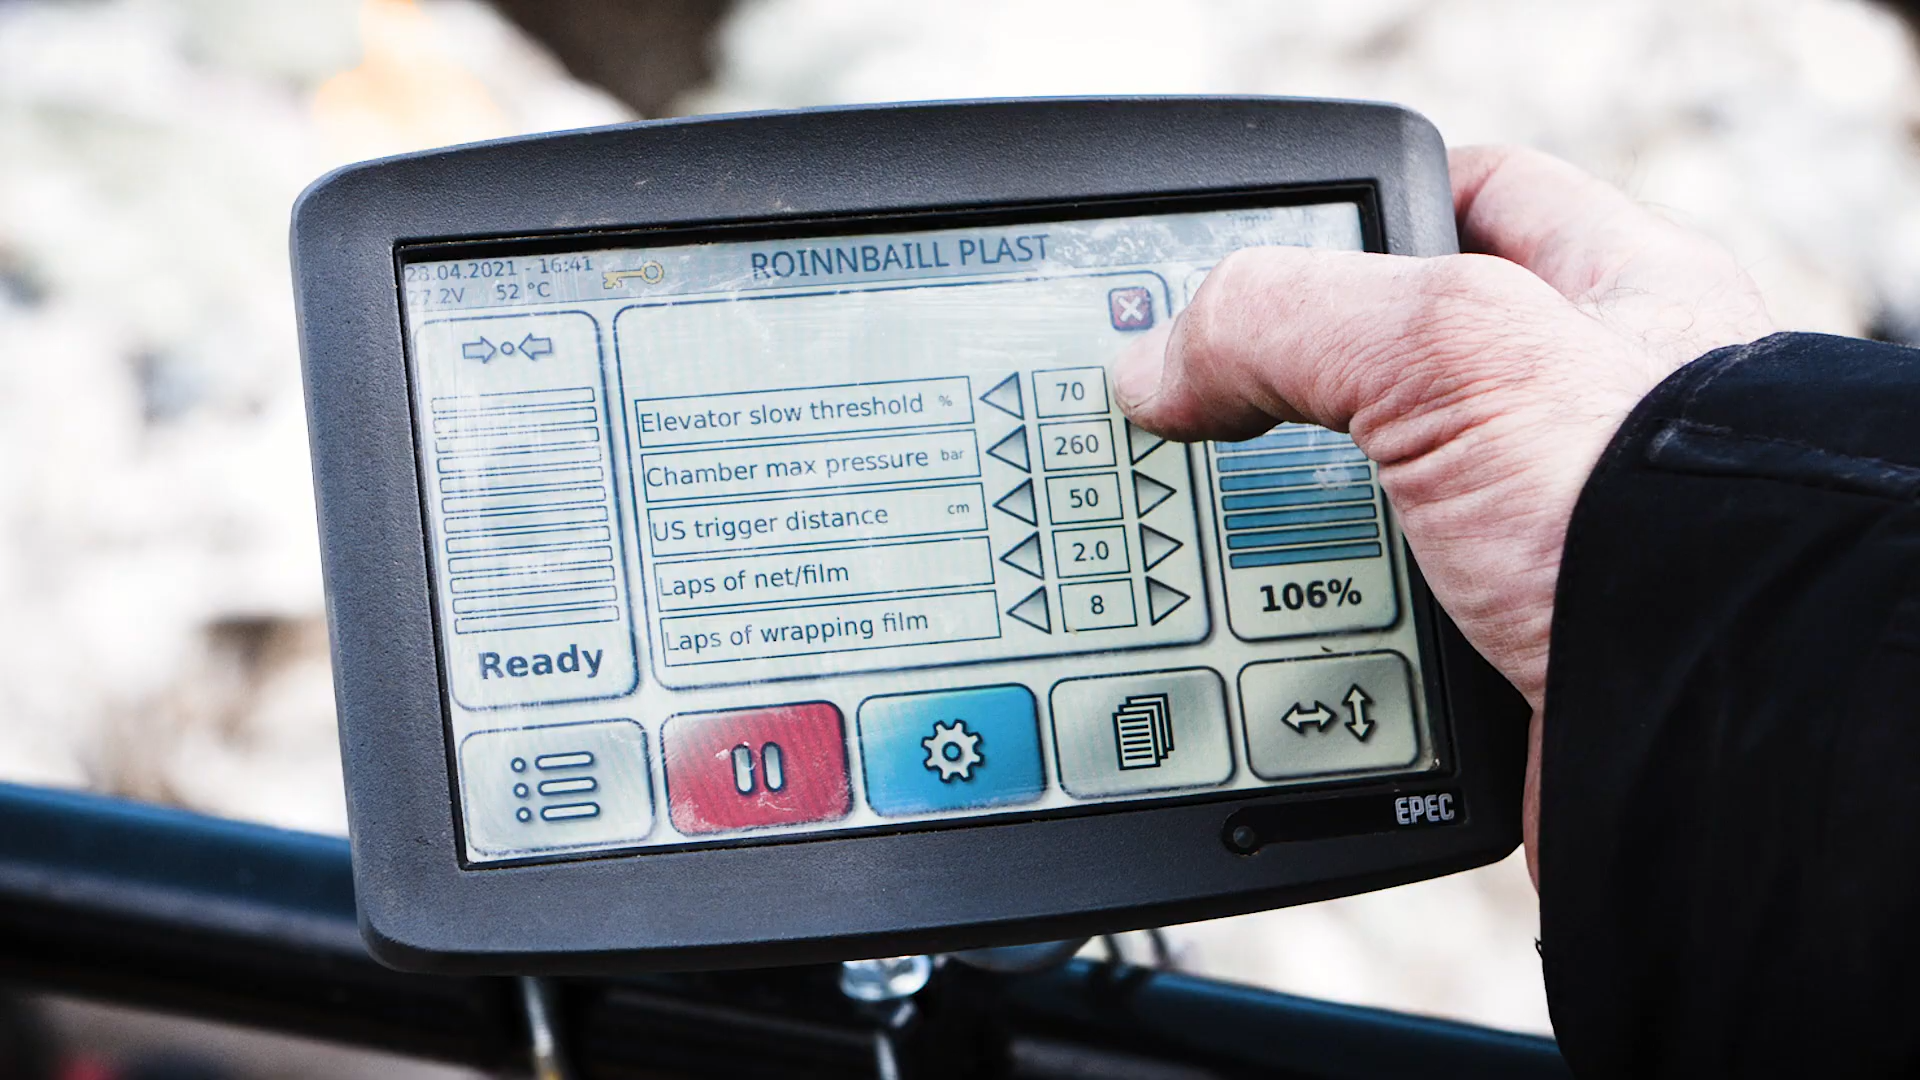 28.04.2021 - 16:41
27.2V 52 °C
ROINNBAILL PLAST
Elevator slow threshold % 70
Chamber max pressure bar 260
US trigger distance cm 50
Laps of net/film 2.0
Laps of wrapping film 8
Ready
106%
EPEC